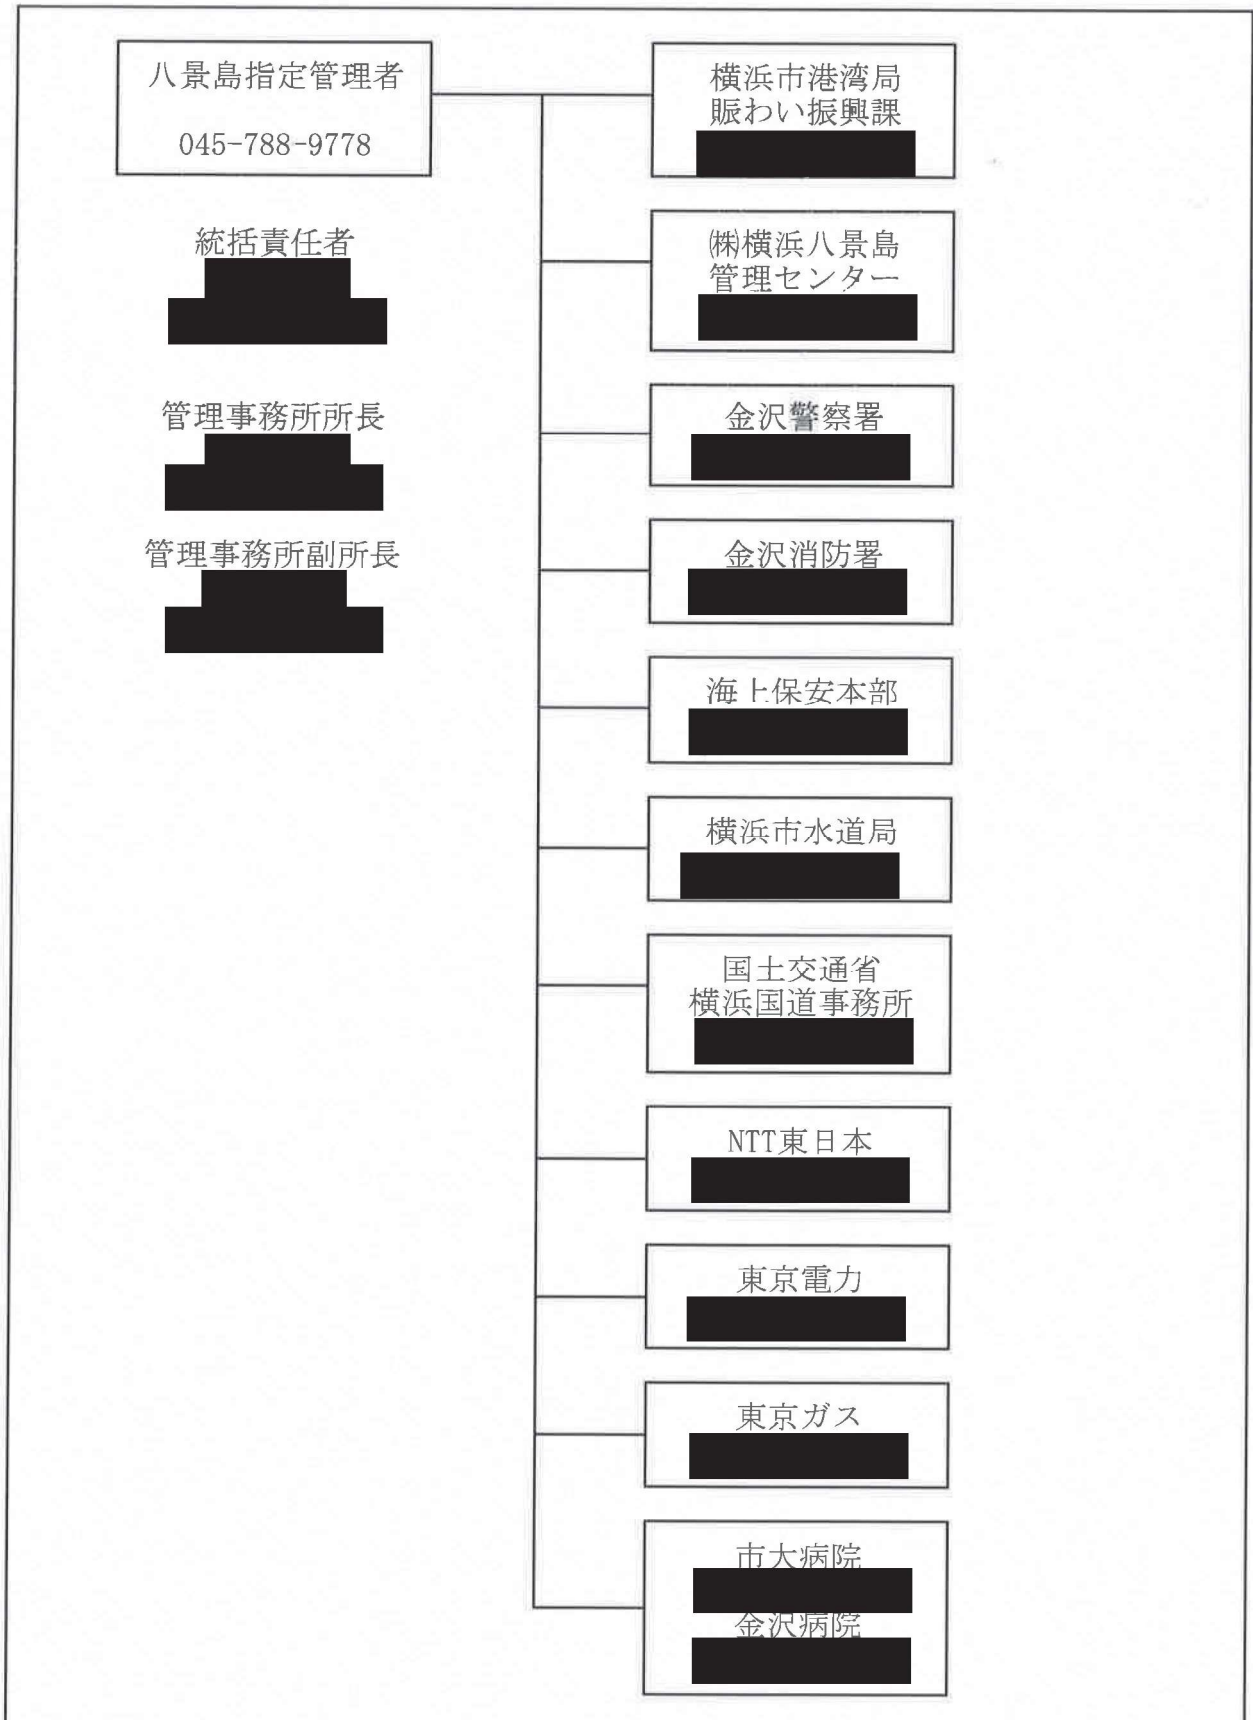 八景島指定管理者
045-788-9778
統括責任者
管理事務所所長
管理事務所副所長
横浜市港湾局
賑わい振興課
㈱横浜八景島
管理センター
金沢警察署
金沢消防署
海上保安本部
横浜市水道局
国土交通省
横浜国道事務所
NTT東日本
東京電力
東京ガス
市大病院
金沢病院